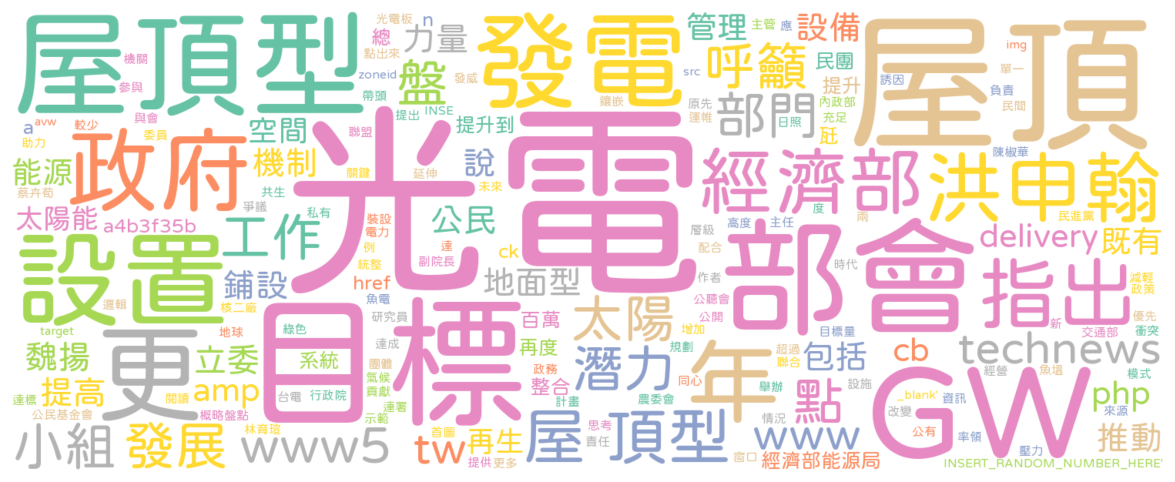 屋頂型
發電
屋頂
光電板
n
總
力量
點出來
盤
管理
主管
應
設備
img
單一
機關
參與
zoneid
帶頭
發威
src
呼籲
民團
提升
誘因
負責
民間
a
avw
較少
與會
委員
助力
提出
INSE
聯盟
提升到
鑲嵌
原先
運帷
部門
日照
內政部
充足
瓩
陳椒華
空間
政府
能源
蔡卉荀
機制
共生
關鍵
延伸
說
未來
光電
經濟部
洪申翰
民進黨
太陽能
a4b3f35b
爭議
私有
裝設
電力
工作
例
統整
達
副院長
公民
ck
層級
高度
主任
度
配合
兩
部會
delivery
既有
設置
邏輯
核二廠
鋪設
href
魚電
地面型
作者
公聽會
公開
時代
指出
減輕
政策
target
地球
綠色
研究員
百萬
太陽
增加
目標量
新
交通部
優先
衝突
魏揚
更
立委
系統
達成
目標
再度
規劃
年
超過
聯合
包括
cb
technews
模式
達標
提高
閱讀
amp
台電
行政院
團體
氣候
貢獻
政務
整合
潛力
同心
舉辦
點
設施
經營
魚塭
_blank'
資訊
php
公民基金會
概略盤點
連署
示範
計畫
農委會
改變
來源
小組
發展
林育瑄
www5
首圖
tw
再生
思考
責任
屋頂型
www
情況
GW
公有
率領
推動
提供
更多
窗口
經濟部能源局
壓力
INSERT_RANDOM_NUMBER_HERE'